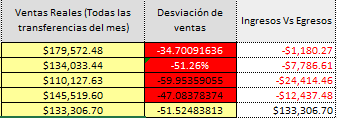 Ventas Reales (Todas las transferencias del mes) Desviación de ventas Ingresos Vs Egresos
$179,572.48 -34.70091636 -$1,180.27
$134,033.44 -51.26% -$7,786.61
$110,127.63 -59.95359055 -$24,414.46
$145,519.60 -47.08378374 -$12,437.48
$133,306.70 -51.52483813 $133,306.70